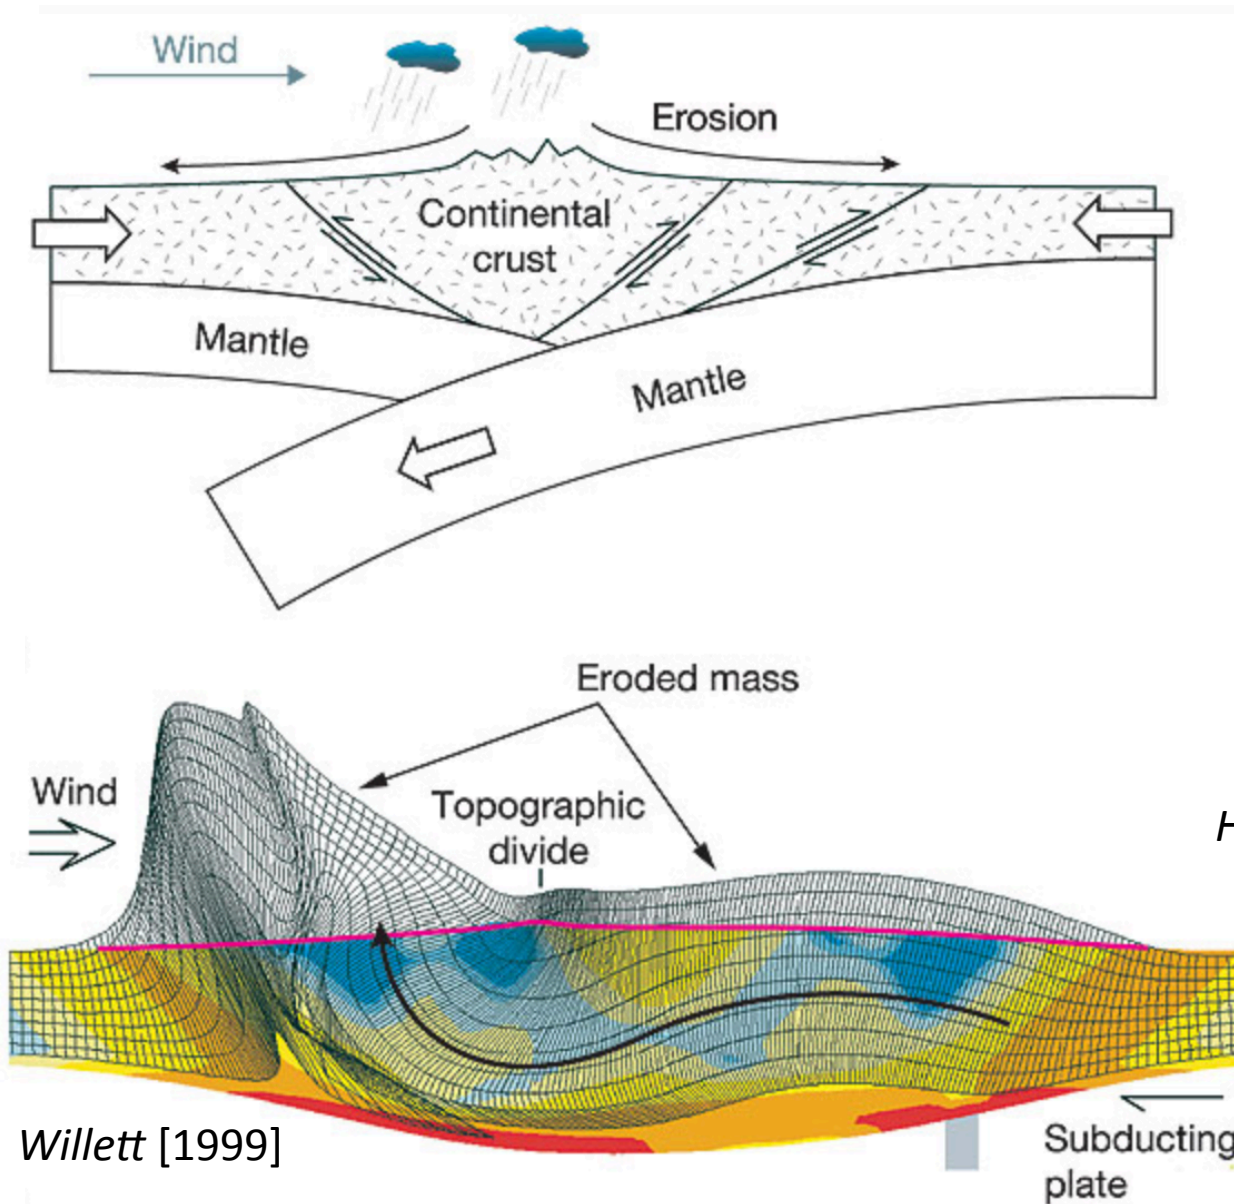 Wind
Erosion
Continental
crust
Mantle
Mantle
Eroded mass
Wind
Topographic
divide
H
Willett [1999]
Subducting
plate